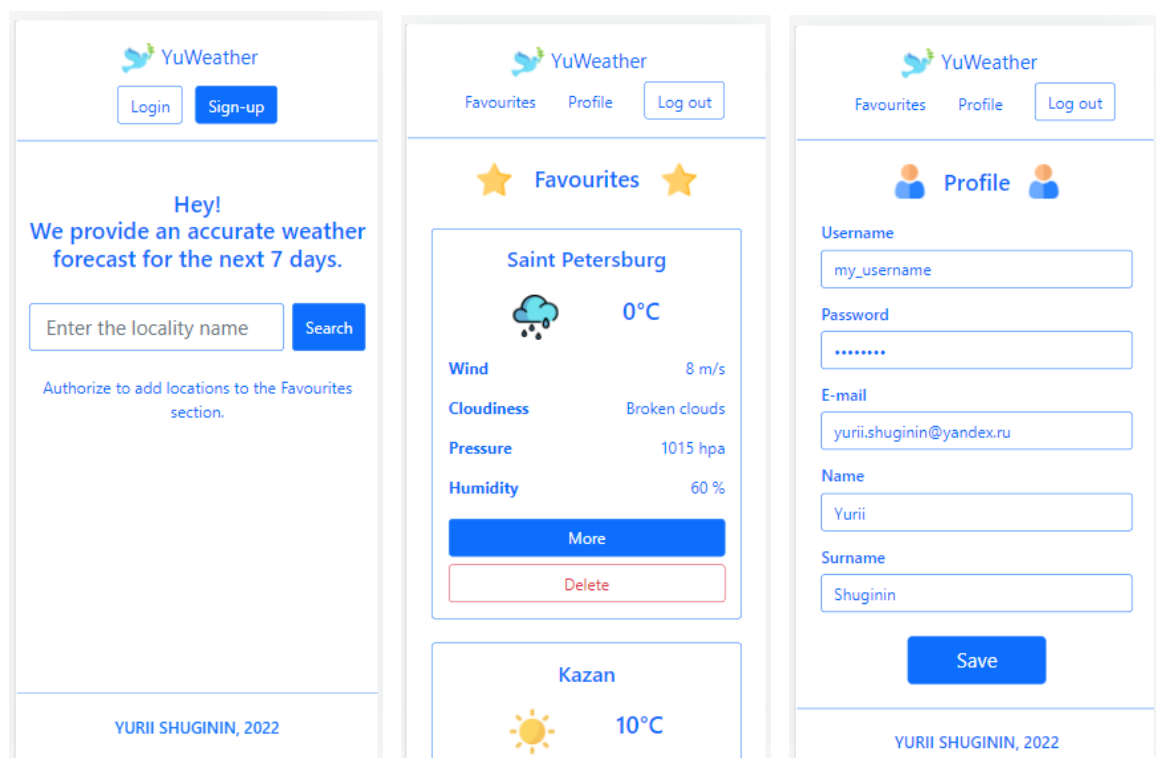 YuWeather
Login Sign-up
Hey!
We provide an accurate weather
forecast for the next 7 days.
Enter the locality name Search
Authorize to add locations to the Favourites
section.
YURII SHUGININ, 2022
YuWeather
Favourites Profile Log out
Favourites
Saint Petersburg
0°C
Wind 8 m/s
Cloudiness Broken clouds
Pressure 1015 hpa
Humidity 60 %
More
Delete
Kazan
10°C
YuWeather
Favourites Profile Log out
Profile
Username
my_username
Password
••••••••
E-mail
yurii.shuginin@yandex.ru
Name
Yurii
Surname
Shuginin
Save
YURII SHUGININ, 2022